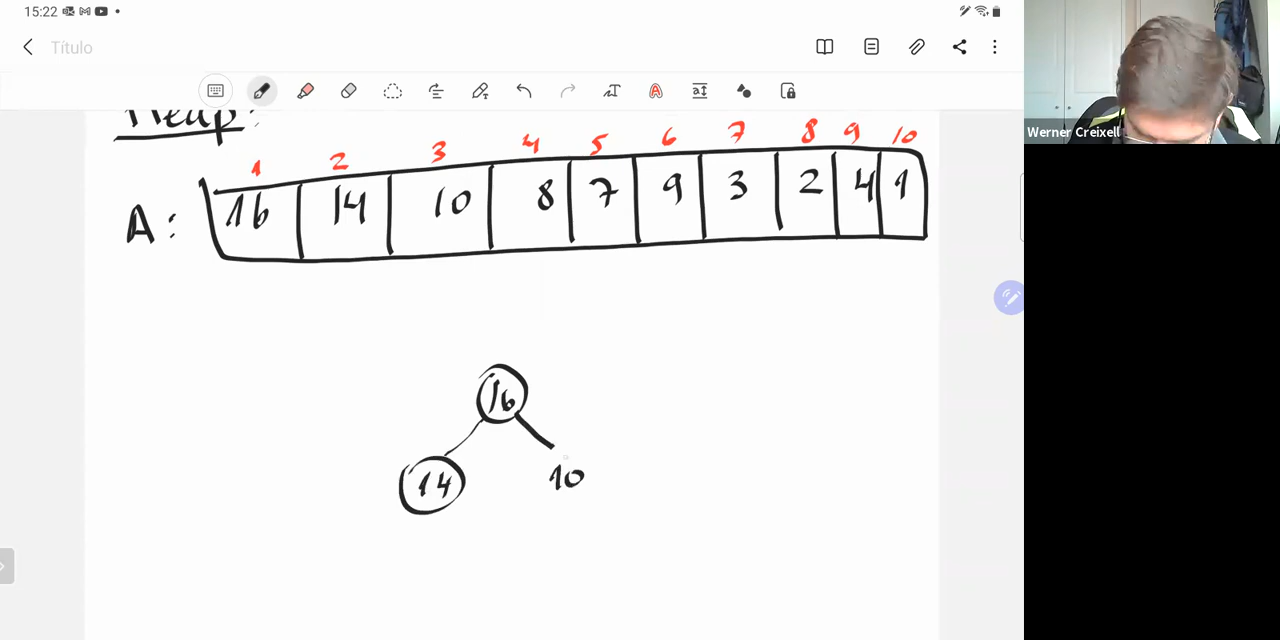 15:22
Título
Heap:
1 2 3 4 5 6 7 8 9 10
A: 16 14 10 8 7 9 3 2 4 1
16
14 10
Werner Creixell